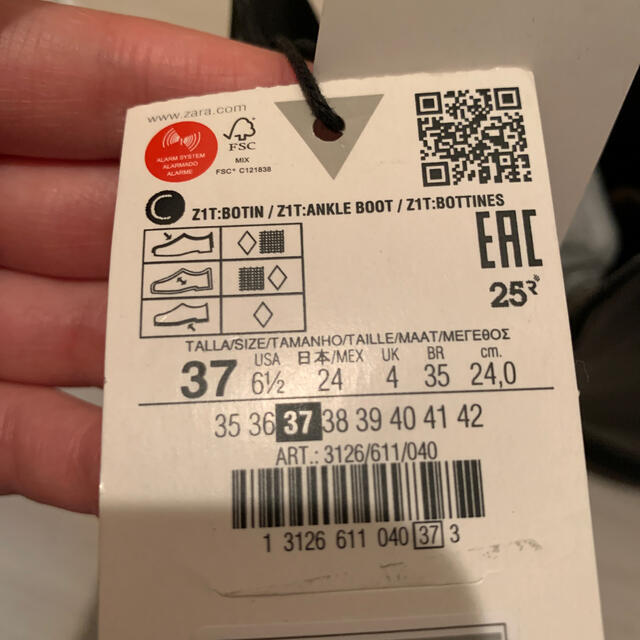 www.zara.com
ALARM SYSTEM
ALARMADO
ALARME
FSC
MIX
FSC® C121838
C Z1T:BOTIN / Z1T:ANKLE BOOT / Z1T:BOTTINES
EAC
25R
TALLA/SIZE/TAMANHO/TAILLE/MAAT/ΜΕΓΕΘΟΣ
USA 日本/MEX UK BR cm.
37 6½ 24 4 35 24,0
35 36 37 38 39 40 41 42
ART.: 3126/611/040
1 3126 611 040 37 3